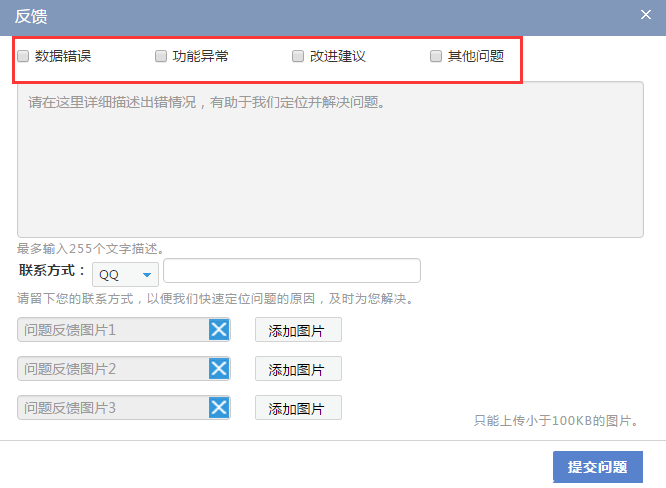 反馈
数据错误 功能异常 改进建议 其他问题
请在这里详细描述出错情况，有助于我们定位并解决问题。
最多输入255个文字描述。
联系方式： QQ
请留下您的联系方式，以便我们快速定位问题的原因，及时为您解决。
问题反馈图片1 添加图片
问题反馈图片2 添加图片
问题反馈图片3 添加图片
只能上传小于100KB的图片。
提交问题